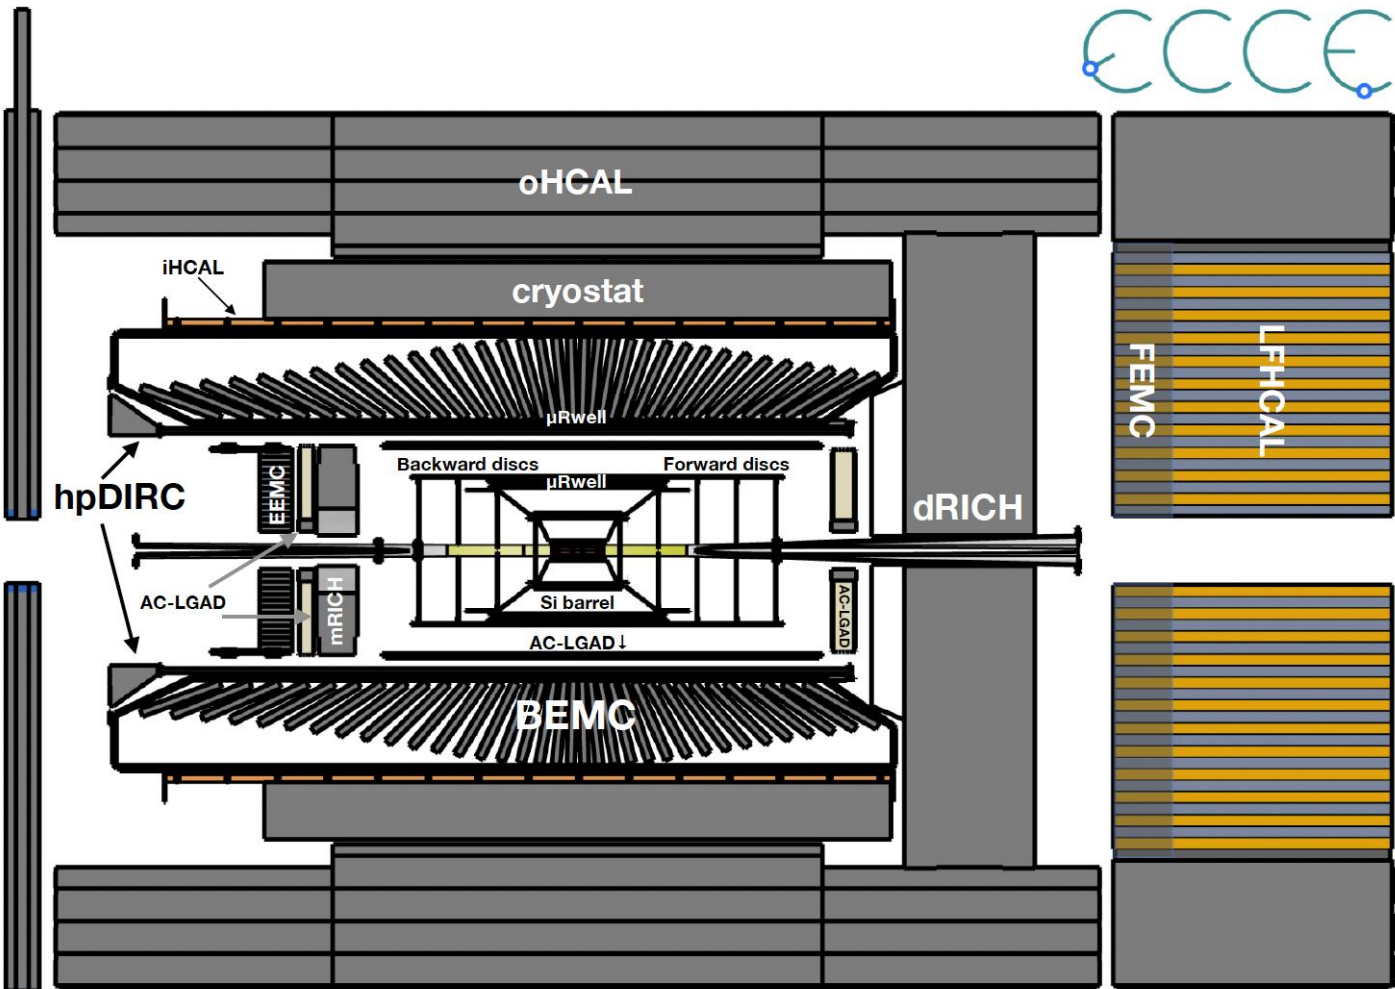 ECCE
oHCAL
iHCAL
cryostat
µRwell
Backward discs
Forward discs
µRwell
EEMC
hpDIRC
dRICH
FEMC
LFHCAL
AC-LGAD
mRICH
Si barrel
AC-LGAD
AC-LGAD↓
BEMC